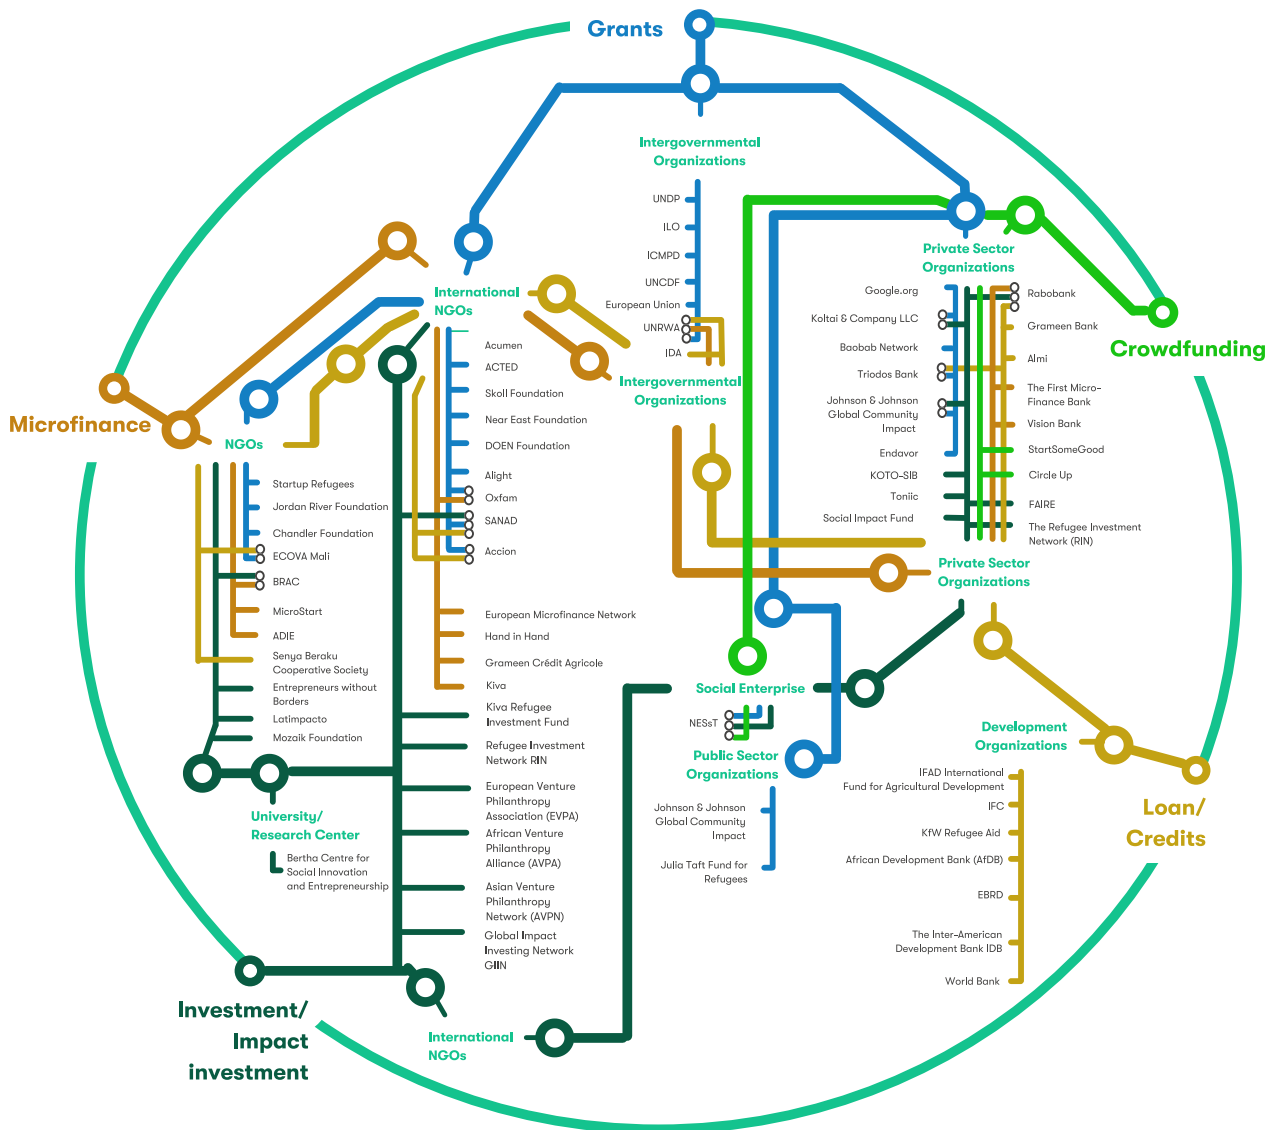 Grants
Intergovernmental
Organizations
UNDP
ILO
ICMPD
UNCDF
European Union
UNRWA
IDA
Intergovernmental
Organizations
International
NGOs
Acumen
ACTED
Skoll Foundation
Near East Foundation
DOEN Foundation
Alight
Oxfam
SANAD
Accion
European Microfinance Network
Hand in Hand
Grameen Crédit Agricole
Kiva
Kiva Refugee
Investment Fund
Refugee Investment
Network RIN
European Venture
Philanthropy
Association (EVPA)
African Venture
Philanthropy
Alliance (AVPA)
Asian Venture
Philanthropy
Network (AVPN)
Global Impact
Investing Network
GIIN
Microfinance
NGOs
Startup Refugees
Jordan River Foundation
Chandler Foundation
ECOVA Mali
BRAC
MicroStart
ADIE
Senya Beraku
Cooperative Society
Entrepreneurs without
Borders
Latimpacto
Mozaik Foundation
University/
Research Center
Bertha Centre for
Social Innovation
and Entrepreneurship
Investment/
Impact
investment
International
NGOs
Private Sector
Organizations
Google.org
Koltai & Company LLC
Baobab Network
Triodos Bank
Johnson & Johnson
Global Community
Impact
Endavor
KOTO-SIB
Toniic
Social Impact Fund
Rabobank
Grameen Bank
Almi
The First Micro-
Finance Bank
Vision Bank
StartSomeGood
Circle Up
FAIRE
The Refugee Investment
Network (RIN)
Crowdfunding
Private Sector
Organizations
Social Enterprise
NESsT
Public Sector
Organizations
Johnson & Johnson
Global Community
Impact
Julia Taft Fund for
Refugees
Development
Organizations
IFAD International
Fund for Agricultural Development
IFC
KfW Refugee Aid
African Development Bank (AfDB)
EBRD
The Inter-American
Development Bank IDB
World Bank
Loan/
Credits